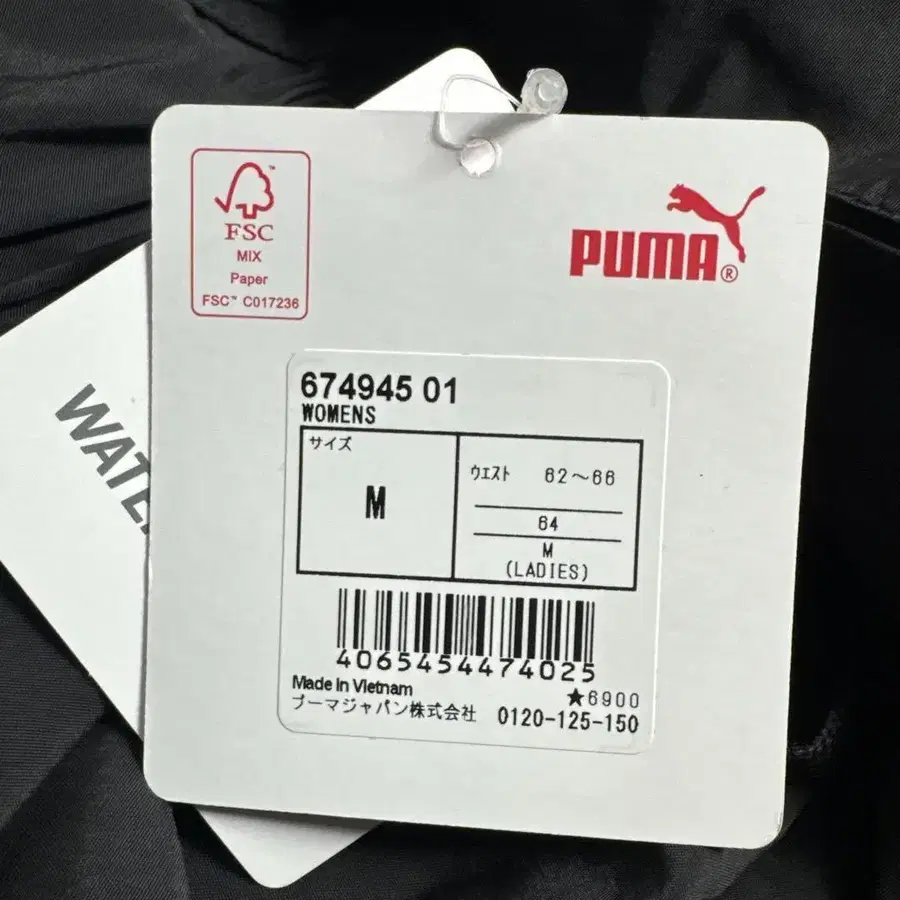 FSC
MIX
Paper
FSC™ C017236
PUMA®
674945 01
WOMENS
サイズ
M
ウエスト 62〜66
64
M
(LADIES)
4065454474025
Made in Vietnam
★6900
プーマジャパン株式会社 0120-125-150